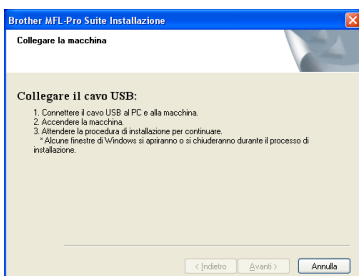 Brother MFL-Pro Suite Installazione
Collegare la macchina
Collegare il cavo USB:
1. Connettere il cavo USB al PC e alla macchina.
2. Accendere la macchina.
3. Attendere la procedura di installazione per continuare.
* Alcune finestre di Windows si apriranno o si chiuderanno durante il processo di
installazione.
< Indietro Avanti > Annulla